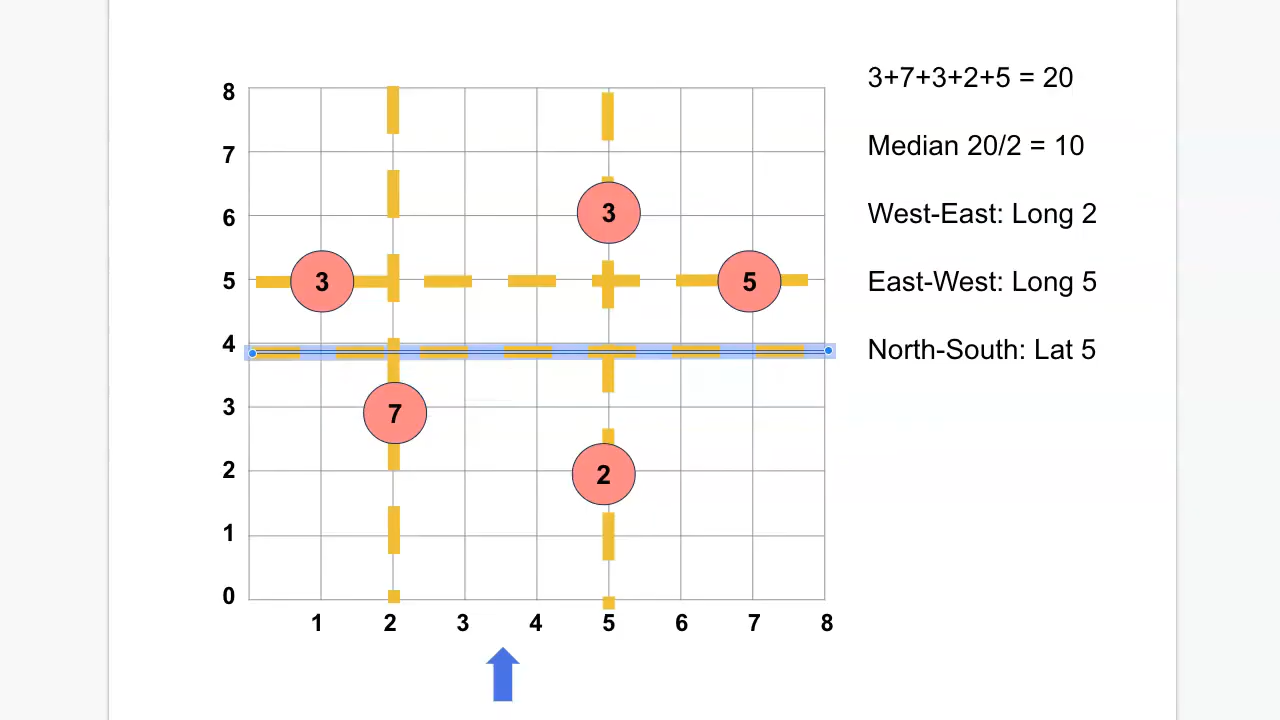 3+7+3+2+5 = 20
Median 20/2 = 10
West-East: Long 2
East-West: Long 5
North-South: Lat 5
8
7
6
5
4
3
2
1
0
3
3
5
7
2
1 2 3 4 5 6 7 8